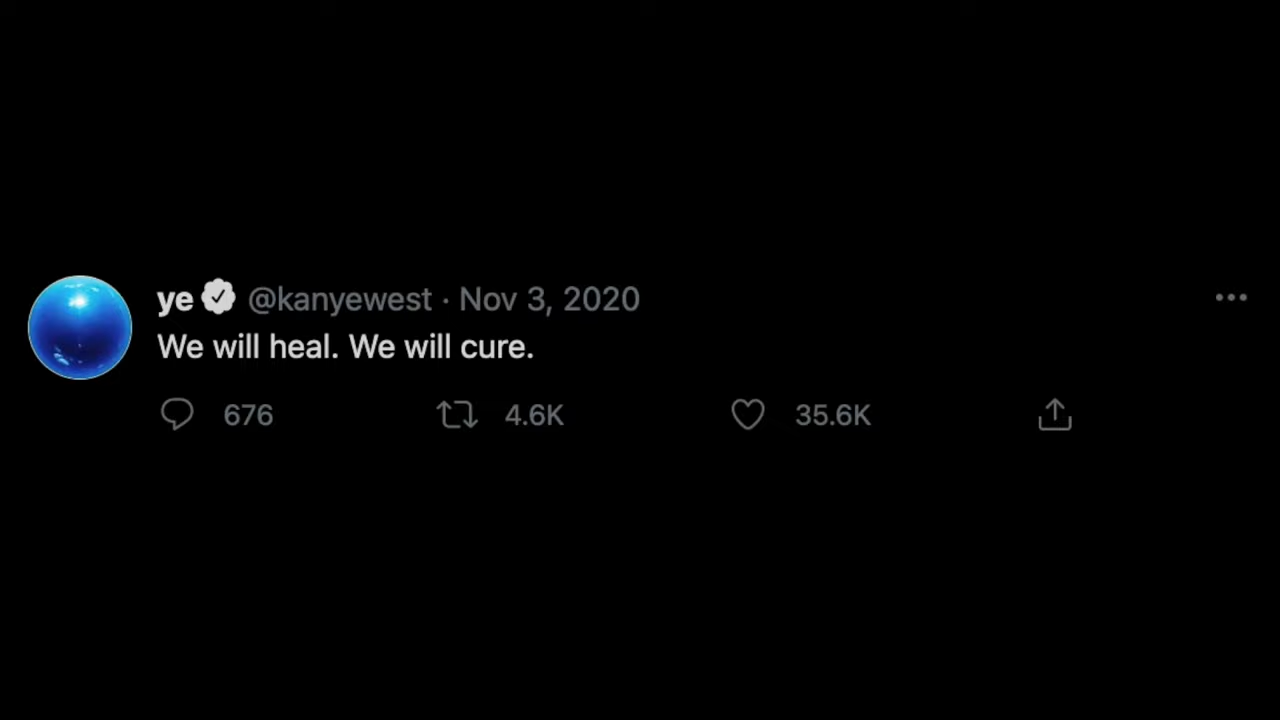 ye @kanyewest · Nov 3, 2020
We will heal. We will cure.
676 4.6K 35.6K